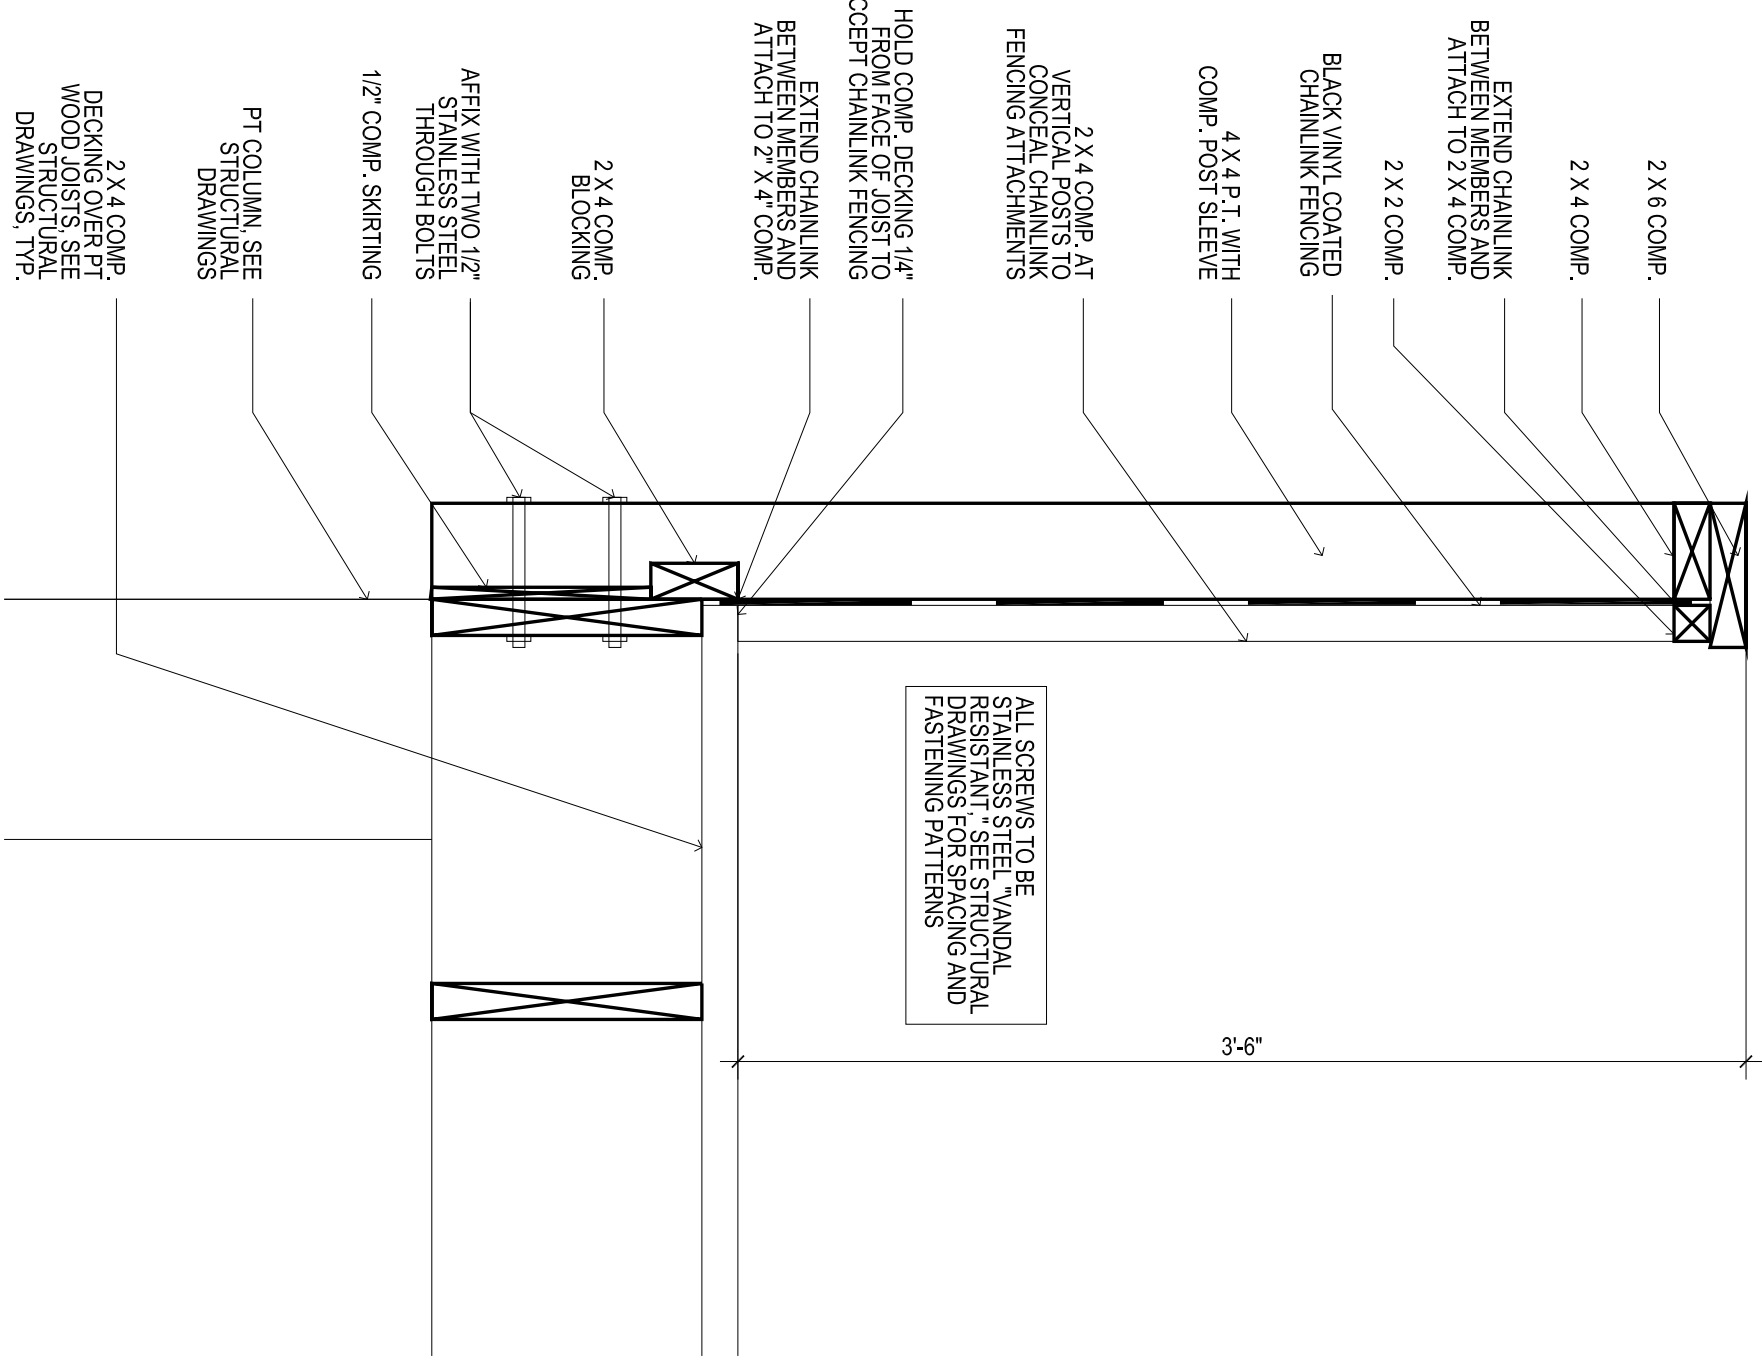 2 X 6 COMP.
2 X 4 COMP.
EXTEND CHAINLINK
BETWEEN MEMBERS AND
ATTACH TO 2 X 4 COMP.
2 X 2 COMP.
BLACK VINYL COATED
CHAINLINK FENCING
4 X 4 P.T. WITH
COMP. POST SLEEVE
2 X 4 COMP. AT
VERTICAL POSTS TO
CONCEAL CHAINLINK
FENCING ATTACHMENTS
HOLD COMP. DECKING 1/4"
FROM FACE OF JOIST TO
CCEPT CHAINLINK FENCING
EXTEND CHAINLINK
BETWEEN MEMBERS AND
ATTACH TO 2" X 4" COMP.
2 X 4 COMP.
BLOCKING
AFFIX WITH TWO 1/2"
STAINLESS STEEL
THROUGH BOLTS
1/2" COMP. SKIRTING
PT COLUMN, SEE
STRUCTURAL
DRAWINGS
2 X 4 COMP.
DECKING OVER PT
WOOD JOISTS, SEE
STRUCTURAL
DRAWINGS, TYP.
ALL SCREWS TO BE
STAINLESS STEEL "VANDAL
RESISTANT," SEE STRUCTURAL
DRAWINGS FOR SPACING AND
FASTENING PATTERNS
3'-6"